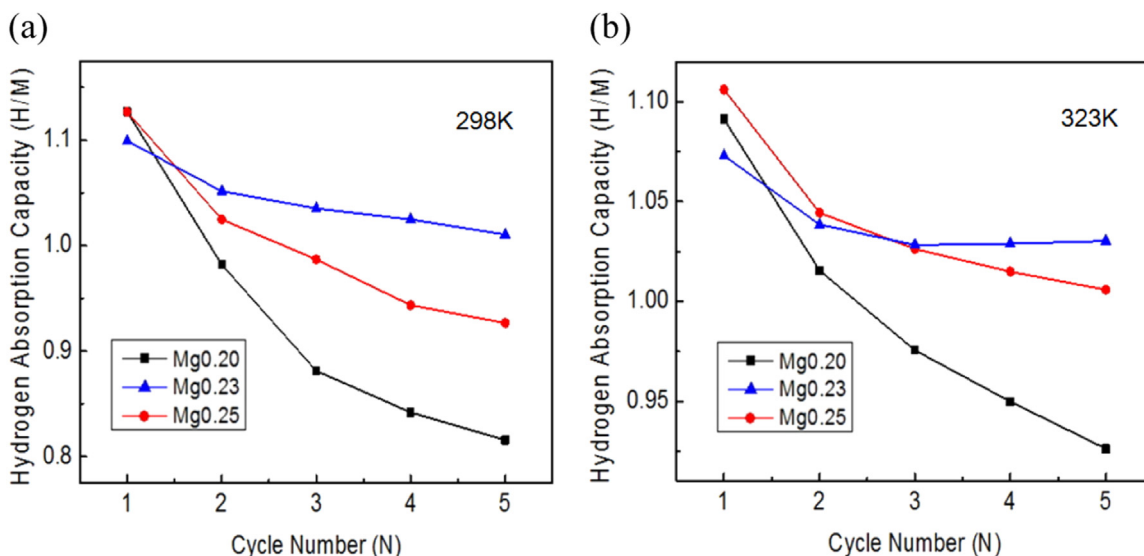 (a)
Hydrogen Absorption Capacity (H/M)
1.1
1.0
0.9
0.8
298K
Mg0.20
Mg0.23
Mg0.25
1 2 3 4 5
Cycle Number (N)
(b)
Hydrogen Absorption Capacity (H/M)
1.10
1.05
1.00
0.95
323K
Mg0.20
Mg0.23
Mg0.25
1 2 3 4 5
Cycle Number (N)